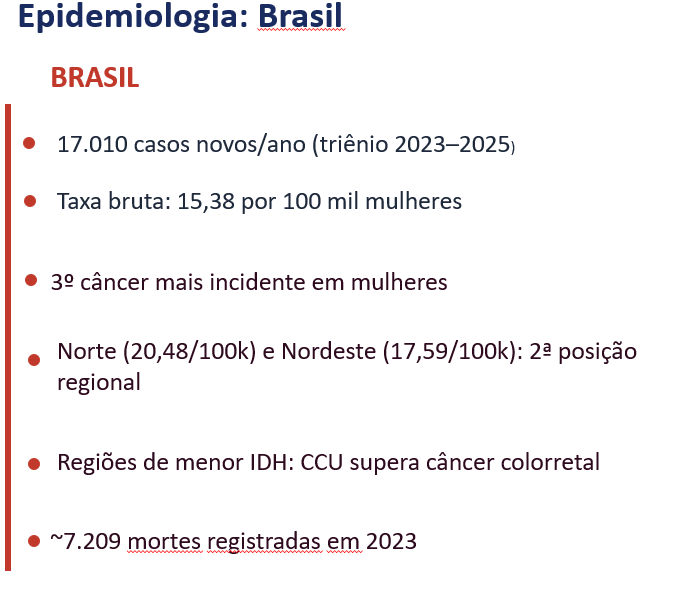 Epidemiologia: Brasil
BRASIL
17.010 casos novos/ano (triênio 2023–2025)
Taxa bruta: 15,38 por 100 mil mulheres
3º câncer mais incidente em mulheres
Norte (20,48/100k) e Nordeste (17,59/100k): 2ª posição
regional
Regiões de menor IDH: CCU supera câncer colorretal
~7.209 mortes registradas em 2023